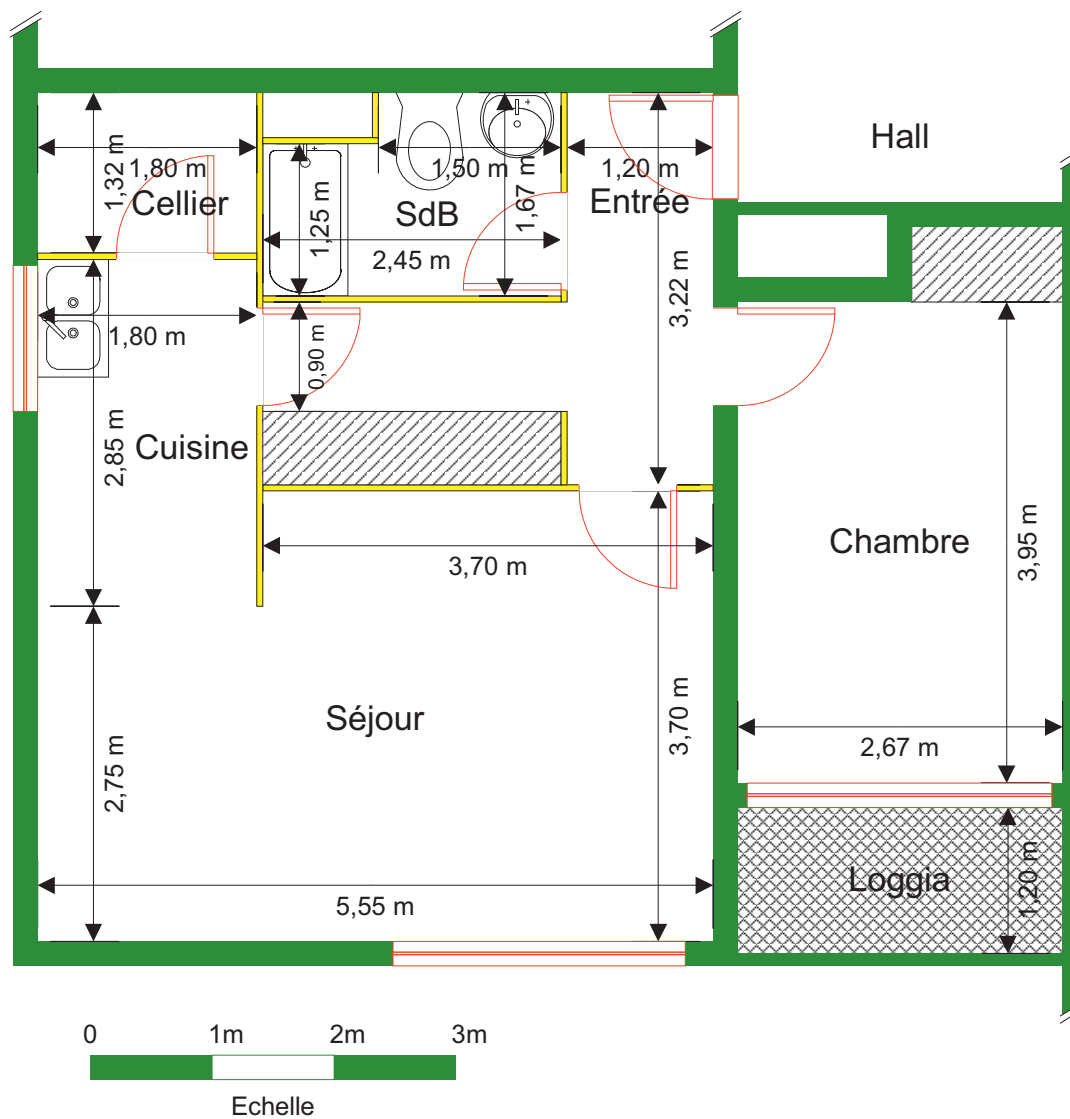 Hall
1,80 m
1,32 m
Cellier
1,50 m
1,67 m
SdB
1,25 m
2,45 m
1,20 m
Entrée
3,22 m
1,80 m
0,90 m
Cuisine
2,85 m
3,70 m
Chambre
3,95 m
Séjour
3,70 m
2,75 m
2,67 m
5,55 m
Loggia
1,20 m
0 1m 2m 3m
Echelle